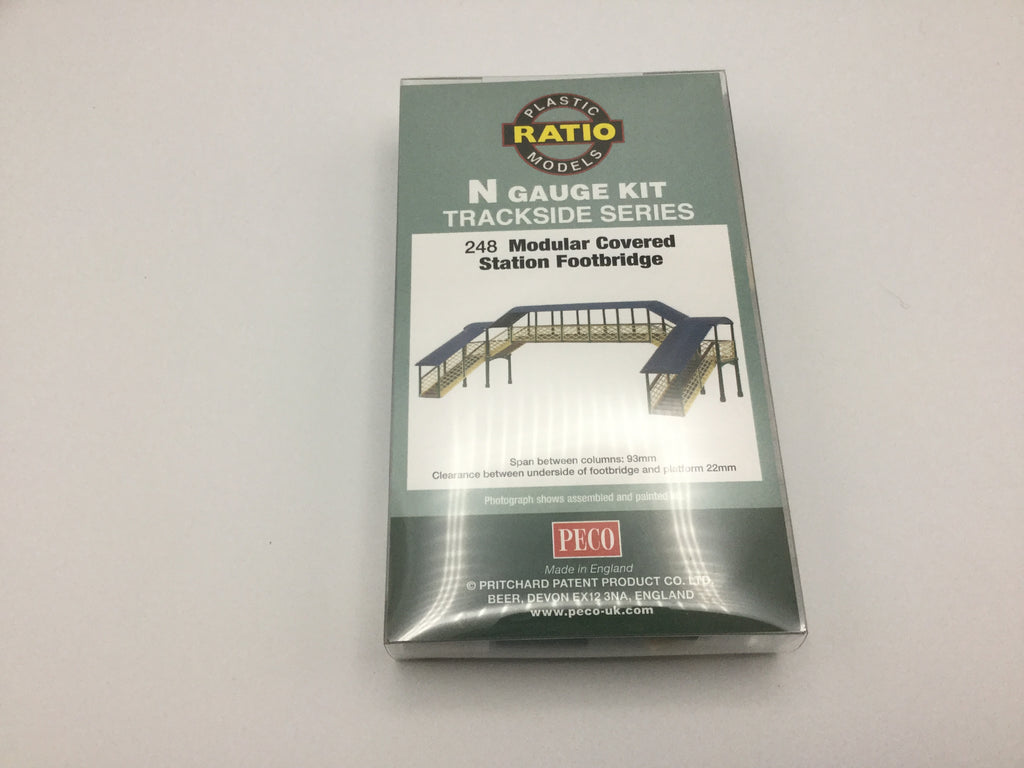 PLASTIC
RATIO
MODELS
N GAUGE KIT
TRACKSIDE SERIES
248 Modular Covered
Station Footbridge
Span between columns: 93mm
Clearance between underside of footbridge and platform 22mm
Photograph shows assembled and painted
PECO
Made in England
© PRITCHARD PATENT PRODUCT CO. LTD.
BEER, DEVON EX12 3NA, ENGLAND
www.peco-uk.com